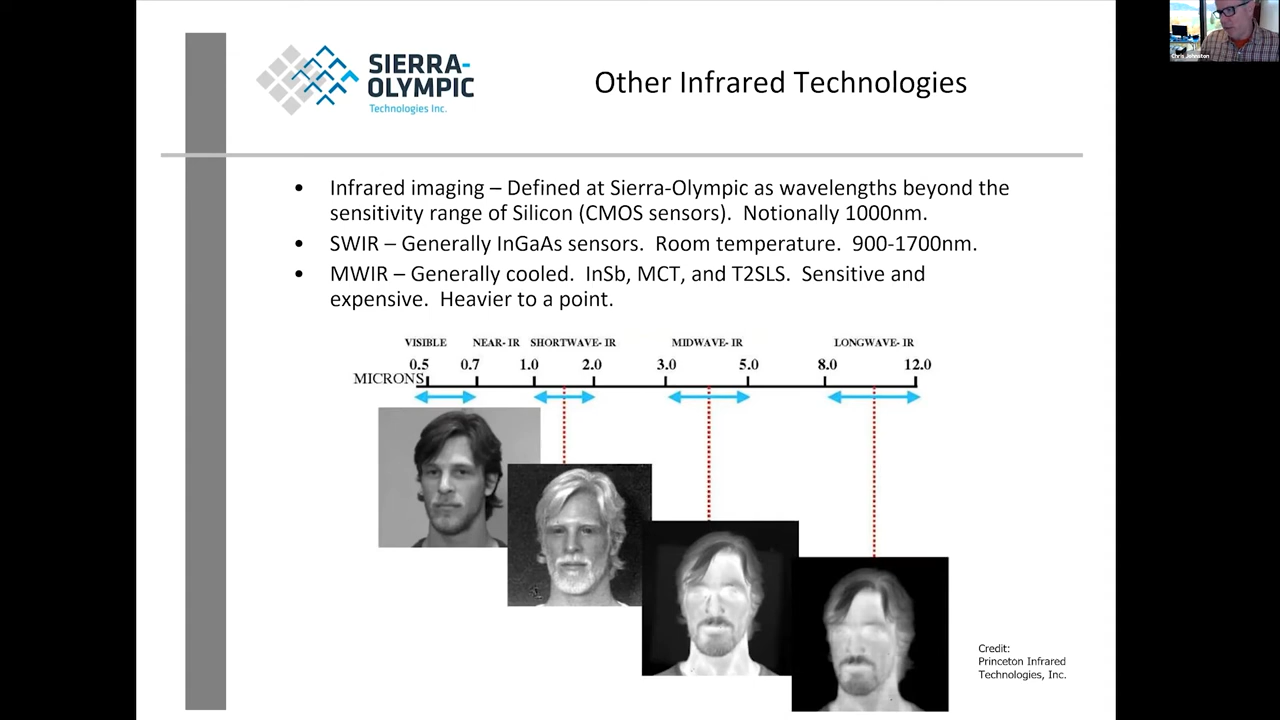 SIERRA-
OLYMPIC
Technologies Inc.
Other Infrared Technologies
Chris Johnston
• Infrared imaging – Defined at Sierra-Olympic as wavelengths beyond the
sensitivity range of Silicon (CMOS sensors).  Notionally 1000nm.
• SWIR – Generally InGaAs sensors.  Room temperature.  900-1700nm.
• MWIR – Generally cooled.  InSb, MCT, and T2SLS.  Sensitive and
expensive.  Heavier to a point.
VISIBLE NEAR- IR SHORTWAVE- IR MIDWAVE- IR LONGWAVE- IR
0.5 0.7 1.0 2.0 3.0 5.0 8.0 12.0
MICRONS
Credit:
Princeton Infrared
Technologies, Inc.